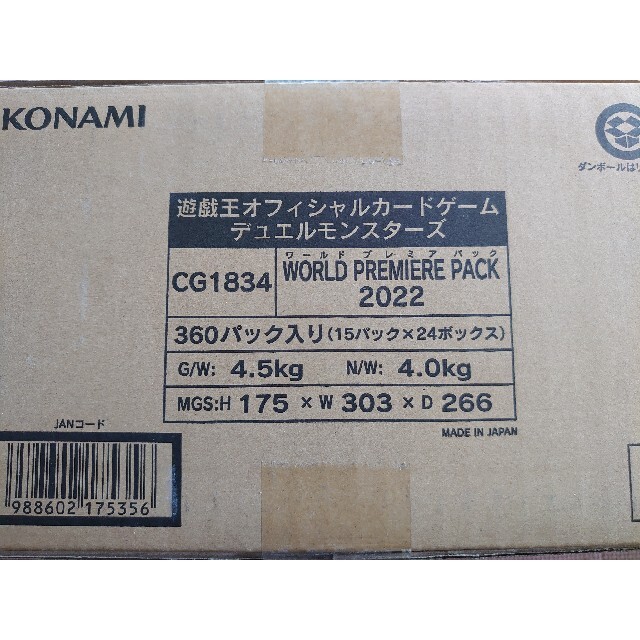 KONAMI
ダンボールはリ
遊戯王オフィシャルカードゲーム
デュエルモンスターズ
CG1834
ワールド プレミア パック
WORLD PREMIERE PACK
2022
360パック入り(15パック×24ボックス)
G/W: 4.5kg N/W: 4.0kg
MGS:H 175 × W 303 × D 266
MADE IN JAPAN
JANコード
988602 175356